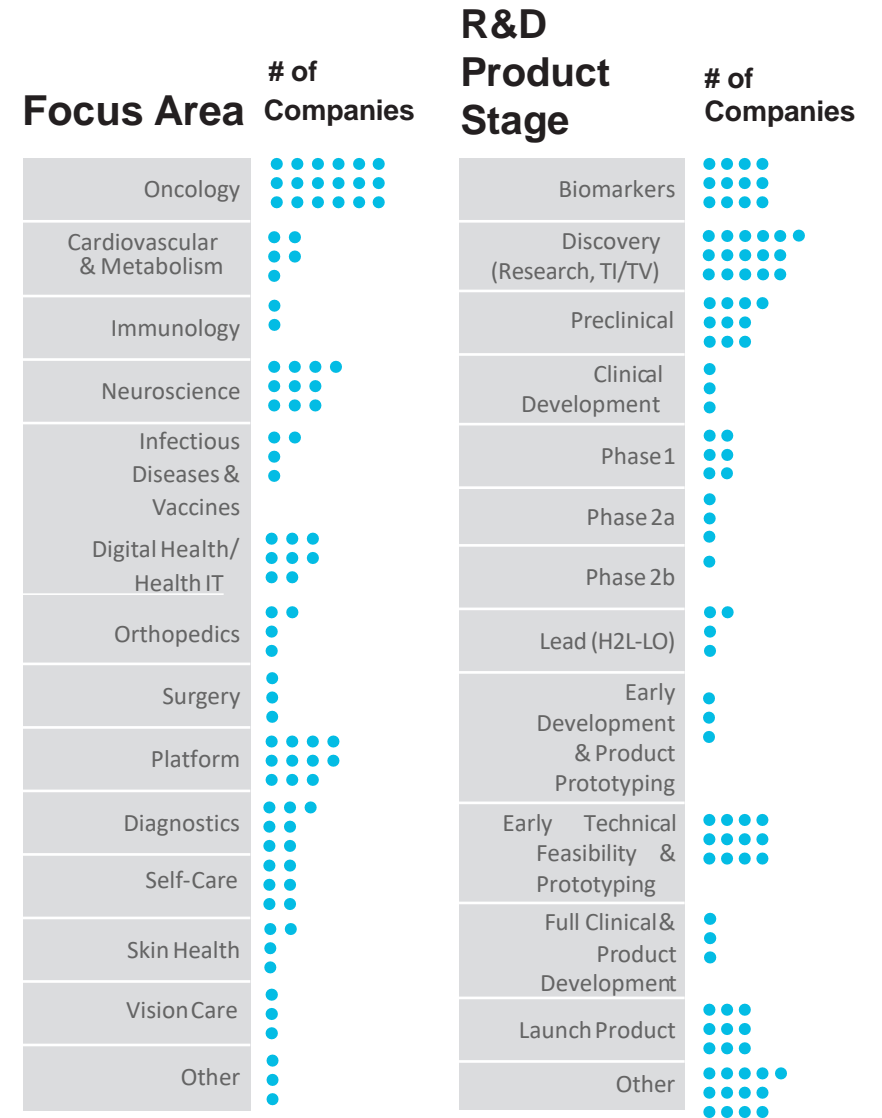 Focus Area
# of
Companies
Oncology
Cardiovascular
& Metabolism
Immunology
Neuroscience
Infectious
Diseases &
Vaccines
Digital Health/
Health IT
Orthopedics
Surgery
Platform
Diagnostics
Self-Care
Skin Health
Vision Care
Other
R&D
Product
Stage
# of
Companies
Biomarkers
Discovery
(Research, TI/TV)
Preclinical
Clinical
Development
Phase 1
Phase 2a
Phase 2b
Lead (H2L-LO)
Early
Development
& Product
Prototyping
Early Technical
Feasibility &
Prototyping
Full Clinical &
Product
Development
Launch Product
Other